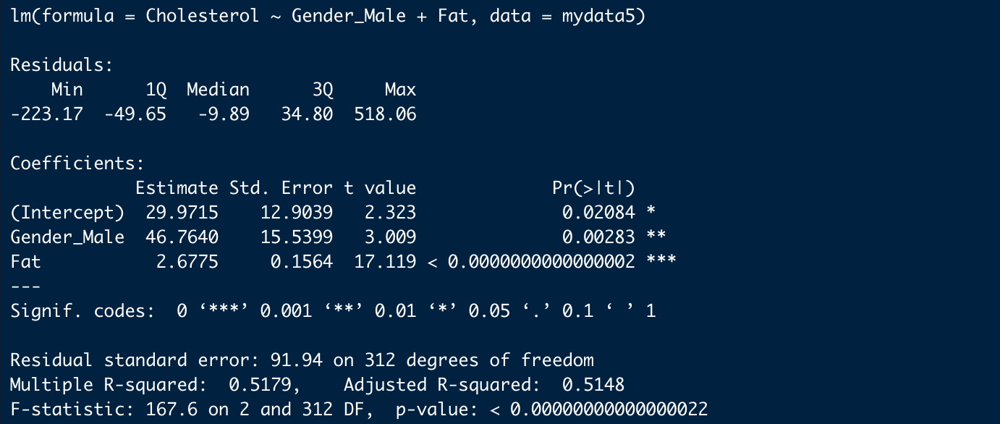 lm(formula = Cholesterol ~ Gender_Male + Fat, data = mydata5)
Residuals:
Min 1Q Median 3Q Max
-223.17 -49.65 -9.89 34.80 518.06
Coefficients:
Estimate Std. Error t value Pr(>|t|)
(Intercept) 29.9715 12.9039 2.323 0.02084 *
Gender_Male 46.7640 15.5399 3.009 0.00283 **
Fat 2.6775 0.1564 17.119 < 0.0000000000000002 ***
---
Signif. codes: 0 ‘***’ 0.001 ‘**’ 0.01 ‘*’ 0.05 ‘.’ 0.1 ‘ ’ 1
Residual standard error: 91.94 on 312 degrees of freedom
Multiple R-squared: 0.5179, Adjusted R-squared: 0.5148
F-statistic: 167.6 on 2 and 312 DF, p-value: < 0.00000000000000022